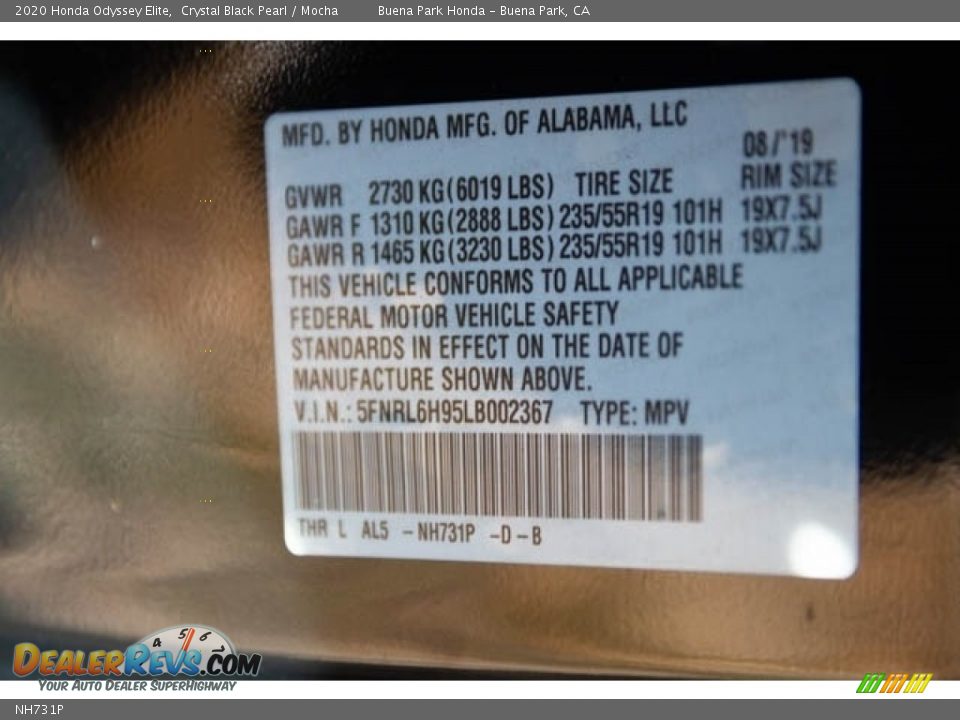 2020 Honda Odyssey Elite, Crystal Black Pearl / Mocha Buena Park Honda – Buena Park, CA
MFD. BY HONDA MFG. OF ALABAMA, LLC
08/'19
GVWR 2730 KG(6019 LBS) TIRE SIZE RIM SIZE
GAWR F 1310 KG(2888 LBS) 235/55R19 101H 19X7.5J
GAWR R 1465 KG(3230 LBS) 235/55R19 101H 19X7.5J
THIS VEHICLE CONFORMS TO ALL APPLICABLE
FEDERAL MOTOR VEHICLE SAFETY
STANDARDS IN EFFECT ON THE DATE OF
MANUFACTURE SHOWN ABOVE.
V.I.N.: 5FNRL6H95LB002367 TYPE: MPV
THR L AL5 –NH731P –D–B
4 5 6 7
DEALERREVS.COM
YOUR AUTO DEALER SUPERHIGHWAY
NH731P